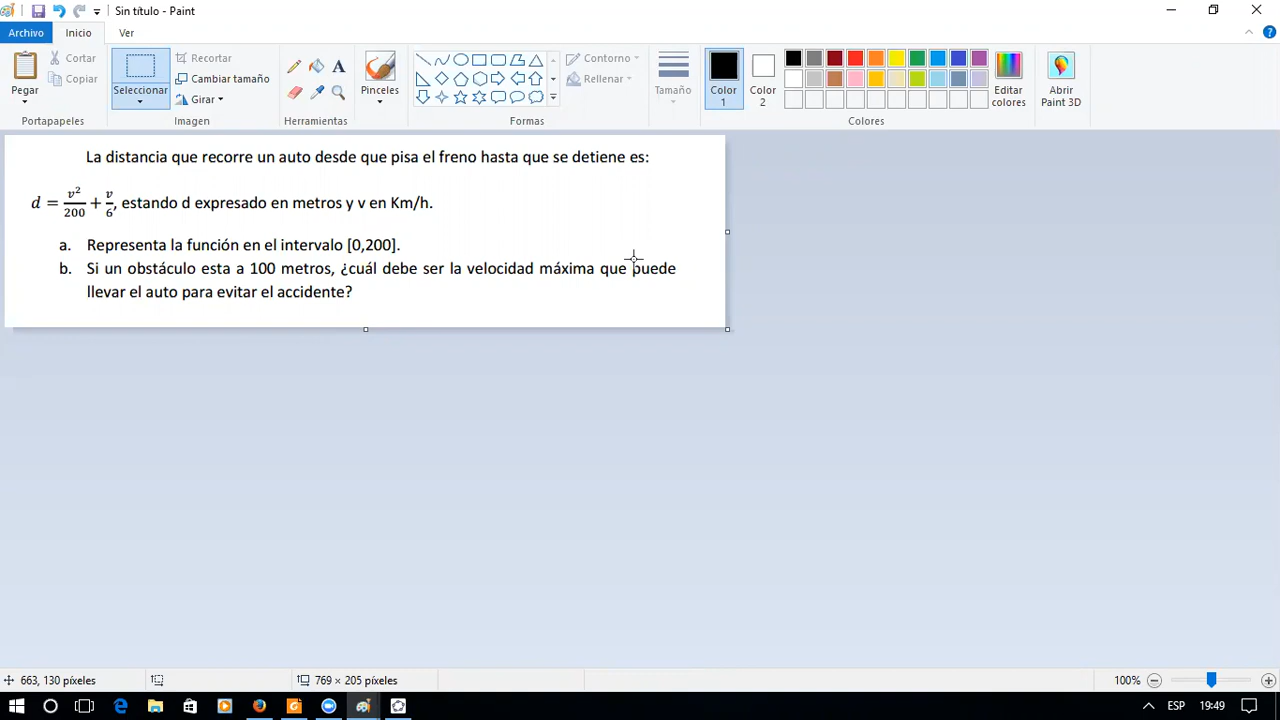 Sin título - Paint
Archivo Inicio Ver
Pegar
Cortar
Copiar
Portapapeles
Seleccionar
Recortar
Cambiar tamaño
Girar
Imagen
A
Herramientas
Pinceles
Contorno
Rellenar
Formas
Tamaño
Color 1
Color 2
Editar colores
Colores
Abrir Paint 3D
La distancia que recorre un auto desde que pisa el freno hasta que se detiene es:
d = v²/200 + v/6, estando d expresado en metros y v en Km/h.
a. Representa la función en el intervalo [0,200].
b. Si un obstáculo esta a 100 metros, ¿cuál debe ser la velocidad máxima que puede
llevar el auto para evitar el accidente?
663, 130 píxeles 769 × 205 píxeles 100%
ESP 19:49